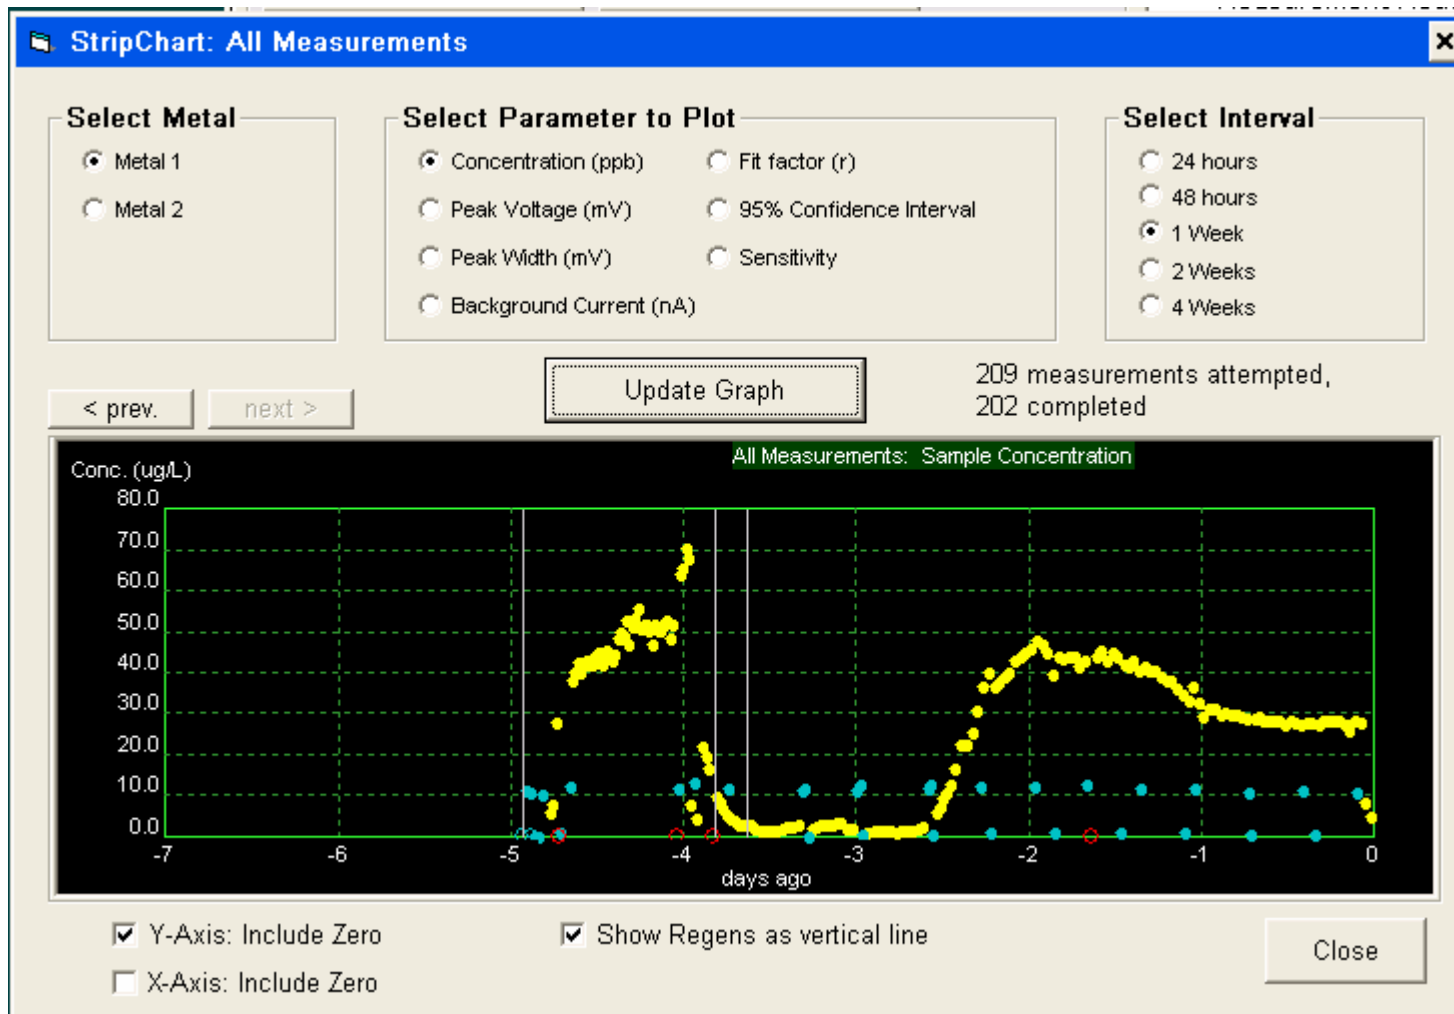 StripChart: All Measurements
Select Metal
Metal 1
Metal 2
Select Parameter to Plot
Concentration (ppb)
Peak Voltage (mV)
Peak Width (mV)
Background Current (nA)
Fit factor (r)
95% Confidence Interval
Sensitivity
Select Interval
24 hours
48 hours
1 Week
2 Weeks
4 Weeks
< prev.
next >
Update Graph
209 measurements attempted,
202 completed
All Measurements: Sample Concentration
Conc. (ug/L)
80.0
70.0
60.0
50.0
40.0
30.0
20.0
10.0
0.0
-7 -6 -5 -4 -3 -2 -1 0
days ago
Y-Axis: Include Zero
X-Axis: Include Zero
Show Regens as vertical line
Close